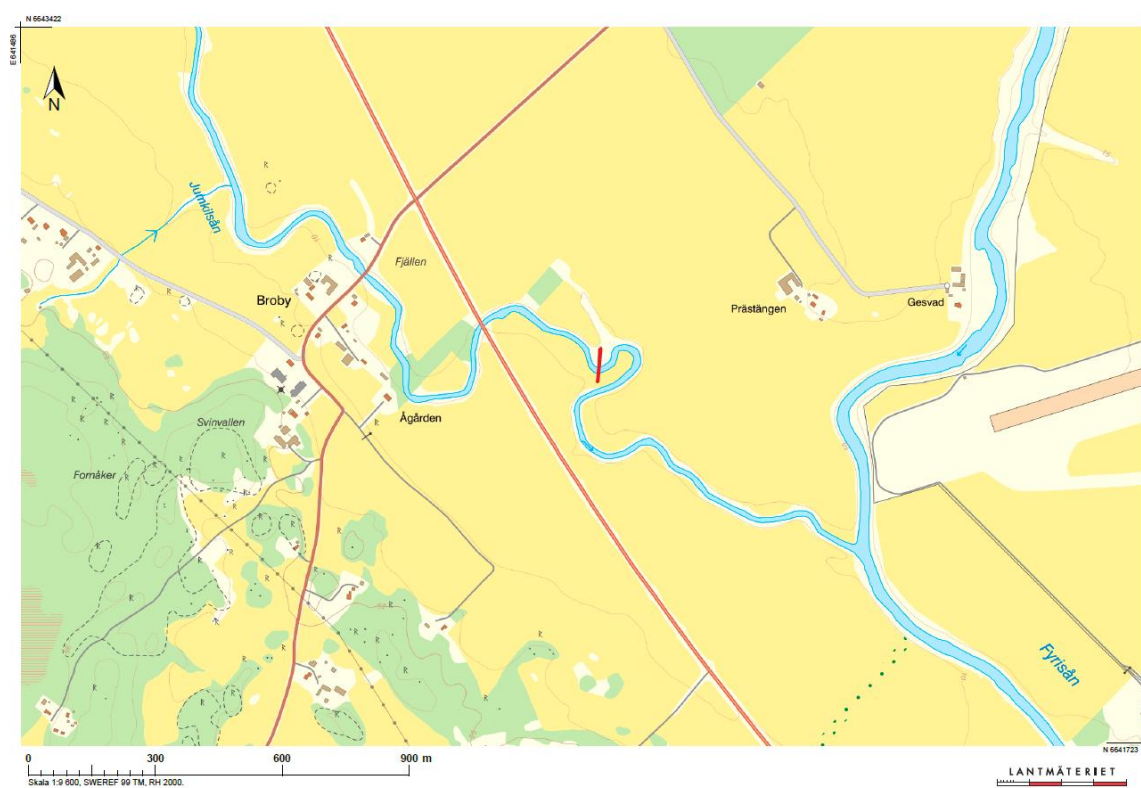 N 6643422
E 641486
N
Jumkilsån
Fjällen
Broby
Prästängen
Gesvad
Ågården
Svinvallen
Fornåker
Fyrisån
N 6641723
0 300 600 900 m
Skala 1:9 600, SWEREF 99 TM, RH 2000.
LANTMÄTERIET